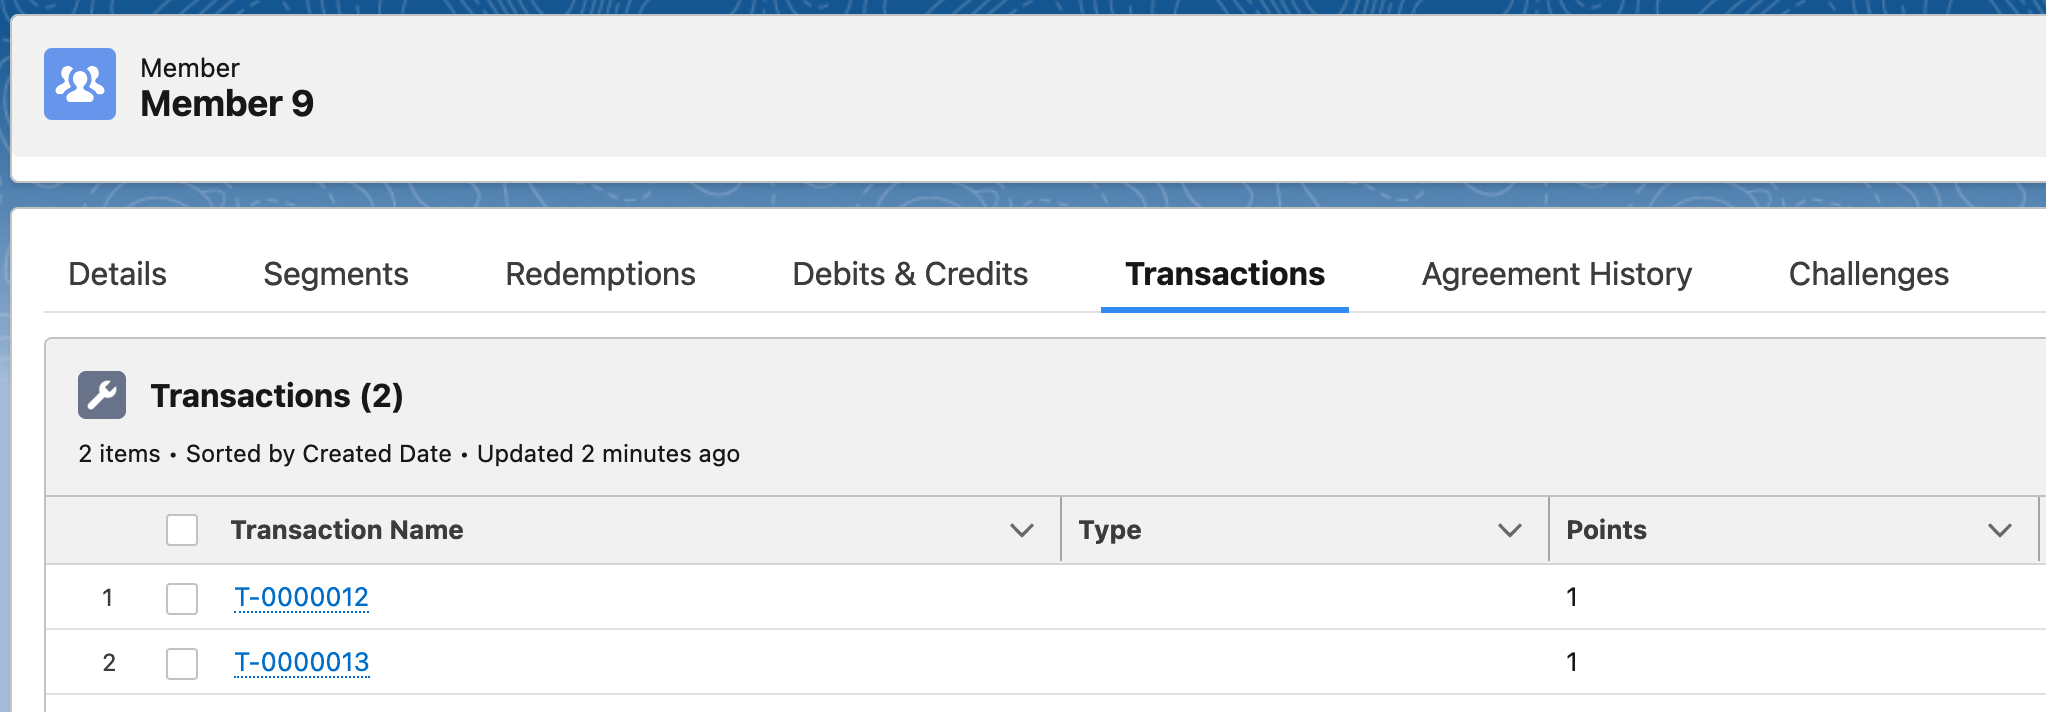 Member
Member 9
Details Segments Redemptions Debits & Credits Transactions Agreement History Challenges
Transactions (2)
2 items • Sorted by Created Date • Updated 2 minutes ago
Transaction Name Type Points
1 T-0000012 1
2 T-0000013 1